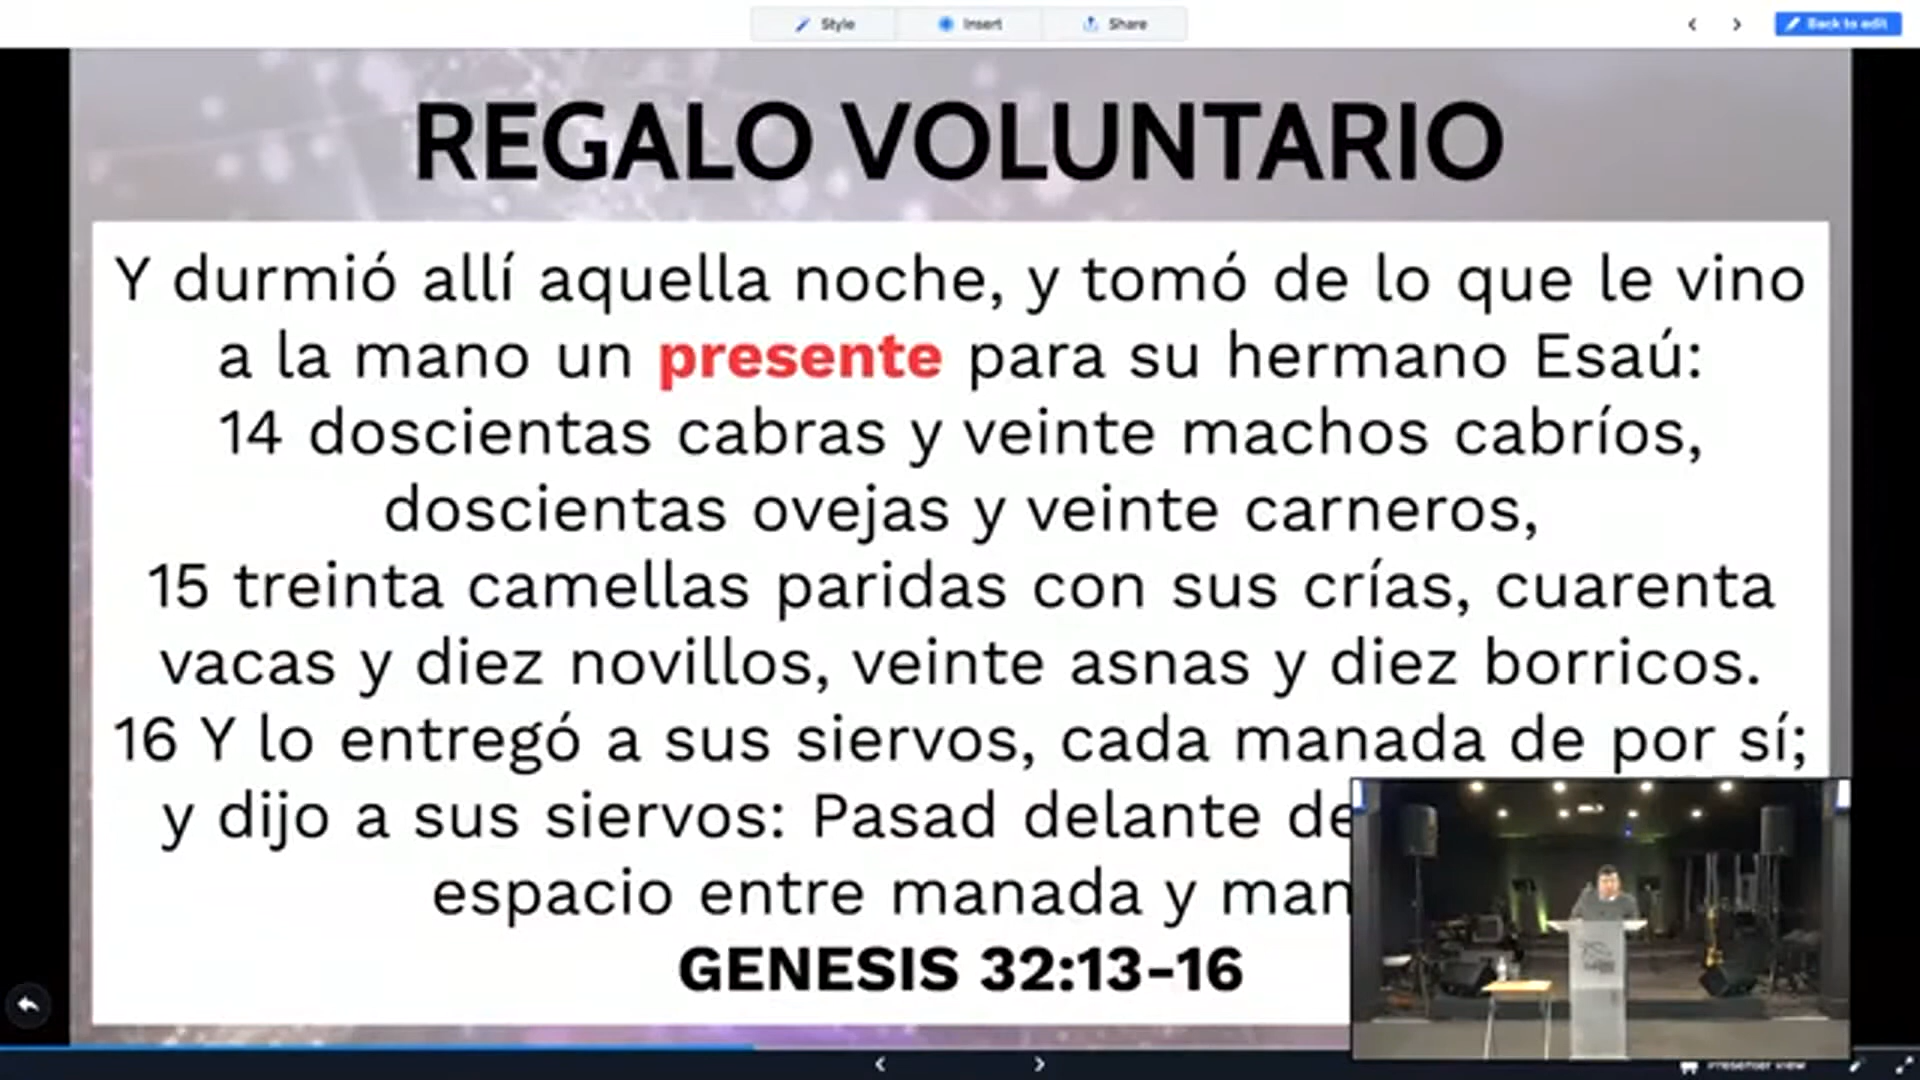 Style Insert Share Back to edit
REGALO VOLUNTARIO
Y durmió allí aquella noche, y tomó de lo que le vino
a la mano un presente para su hermano Esaú:
14 doscientas cabras y veinte machos cabríos,
doscientas ovejas y veinte carneros,
15 treinta camellas paridas con sus crías, cuarenta
vacas y diez novillos, veinte asnas y diez borricos.
16 Y lo entregó a sus siervos, cada manada de por sí;
y dijo a sus siervos: Pasad delante de
espacio entre manada y man
GENESIS 32:13-16
Presenter view